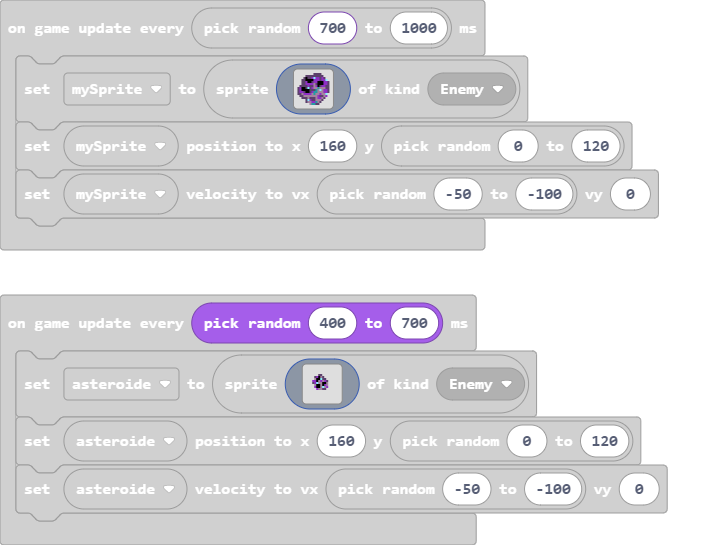 on game update every pick random 700 to 1000 ms
set mySprite to sprite of kind Enemy
set mySprite position to x 160 y pick random 0 to 120
set mySprite velocity to vx pick random -50 to -100 vy 0
on game update every pick random 400 to 700 ms
set asteroide to sprite of kind Enemy
set asteroide position to x 160 y pick random 0 to 120
set asteroide velocity to vx pick random -50 to -100 vy 0